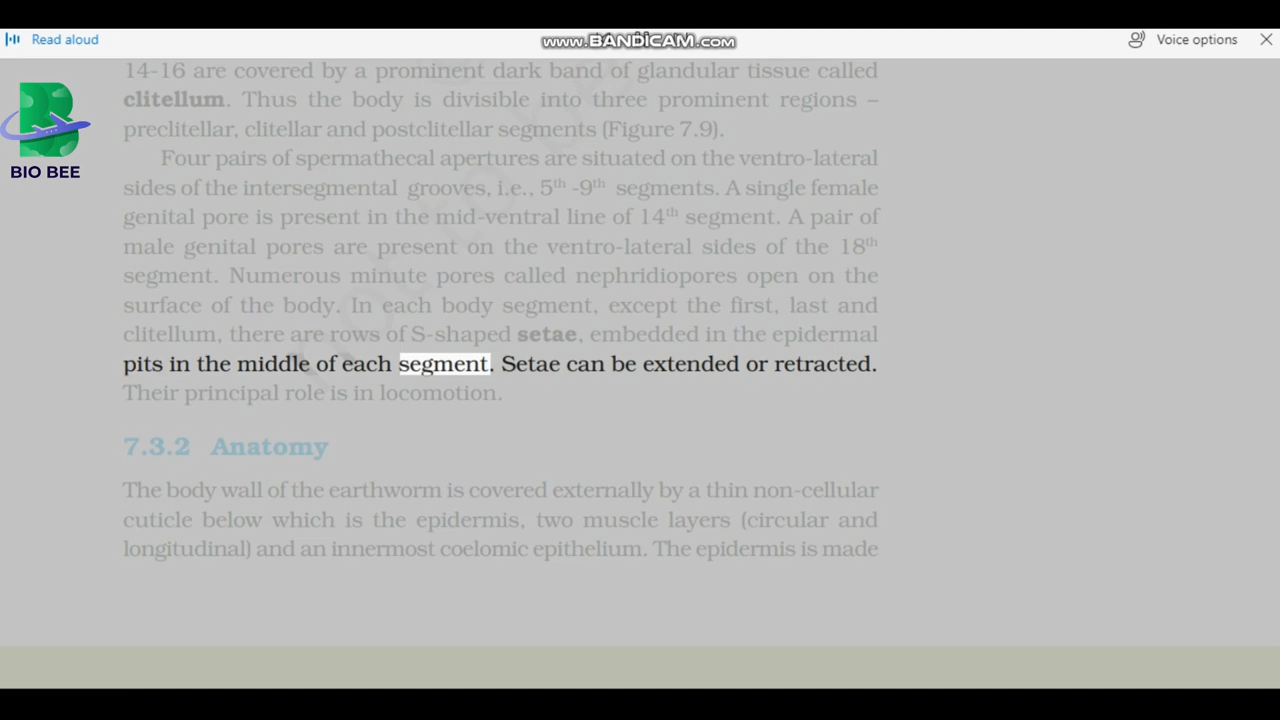 Read aloud
www.BANDICAM.com
Voice options
14-16 are covered by a prominent dark band of glandular tissue called
clitellum. Thus the body is divisible into three prominent regions –
preclitellar, clitellar and postclitellar segments (Figure 7.9).
BIO BEE
Four pairs of spermathecal apertures are situated on the ventro-lateral
sides of the intersegmental grooves, i.e., 5th -9th segments. A single female
genital pore is present in the mid-ventral line of 14th segment. A pair of
male genital pores are present on the ventro-lateral sides of the 18th
segment. Numerous minute pores called nephridiopores open on the
surface of the body. In each body segment, except the first, last and
clitellum, there are rows of S-shaped setae, embedded in the epidermal
pits in the middle of each segment. Setae can be extended or retracted.
Their principal role is in locomotion.
7.3.2 Anatomy
The body wall of the earthworm is covered externally by a thin non-cellular
cuticle below which is the epidermis, two muscle layers (circular and
longitudinal) and an innermost coelomic epithelium. The epidermis is made